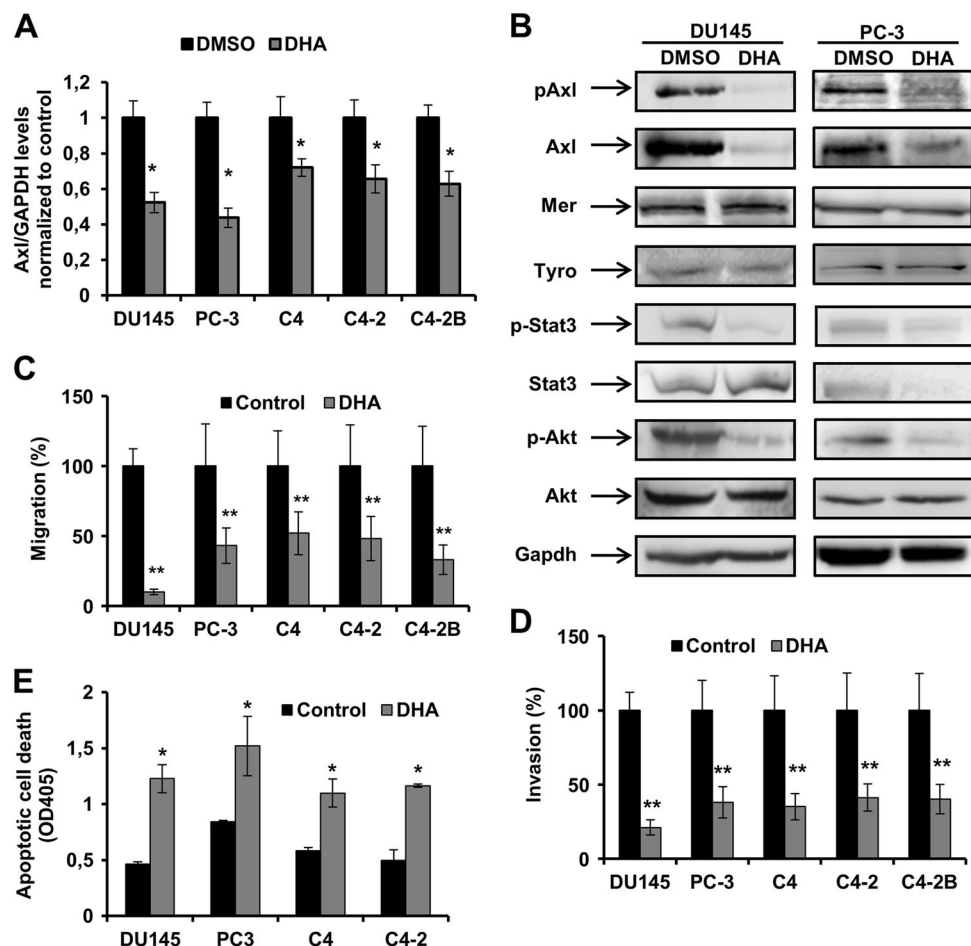 A
DMSO DHA
Axl/GAPDH levels
normalized to control
1,2
1
0,8
0,6
0,4
0,2
0
* * * * *
DU145 PC-3 C4 C4-2 C4-2B
B
DU145 PC-3
DMSO DHA DMSO DHA
pAxl
Axl
Mer
Tyro
p-Stat3
Stat3
p-Akt
Akt
Gapdh
C
Control DHA
Migration (%)
150
100
50
0
** ** ** ** **
DU145 PC-3 C4 C4-2 C4-2B
D
Control DHA
Invasion (%)
150
100
50
0
** ** ** ** **
DU145 PC-3 C4 C4-2 C4-2B
E
Control DHA
Apoptotic cell death
(OD405)
2
1,5
1
0,5
0
* * * *
DU145 PC3 C4 C4-2